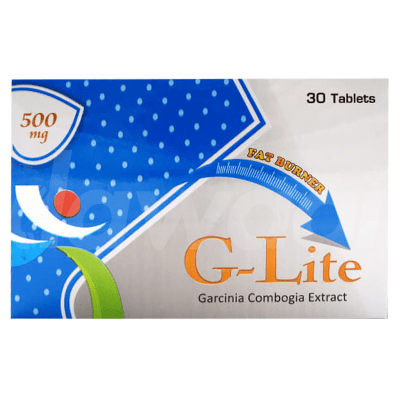 30 Tablets
500
mg
FAT BURNER
G-Lite
Garcinia Combogia Extract